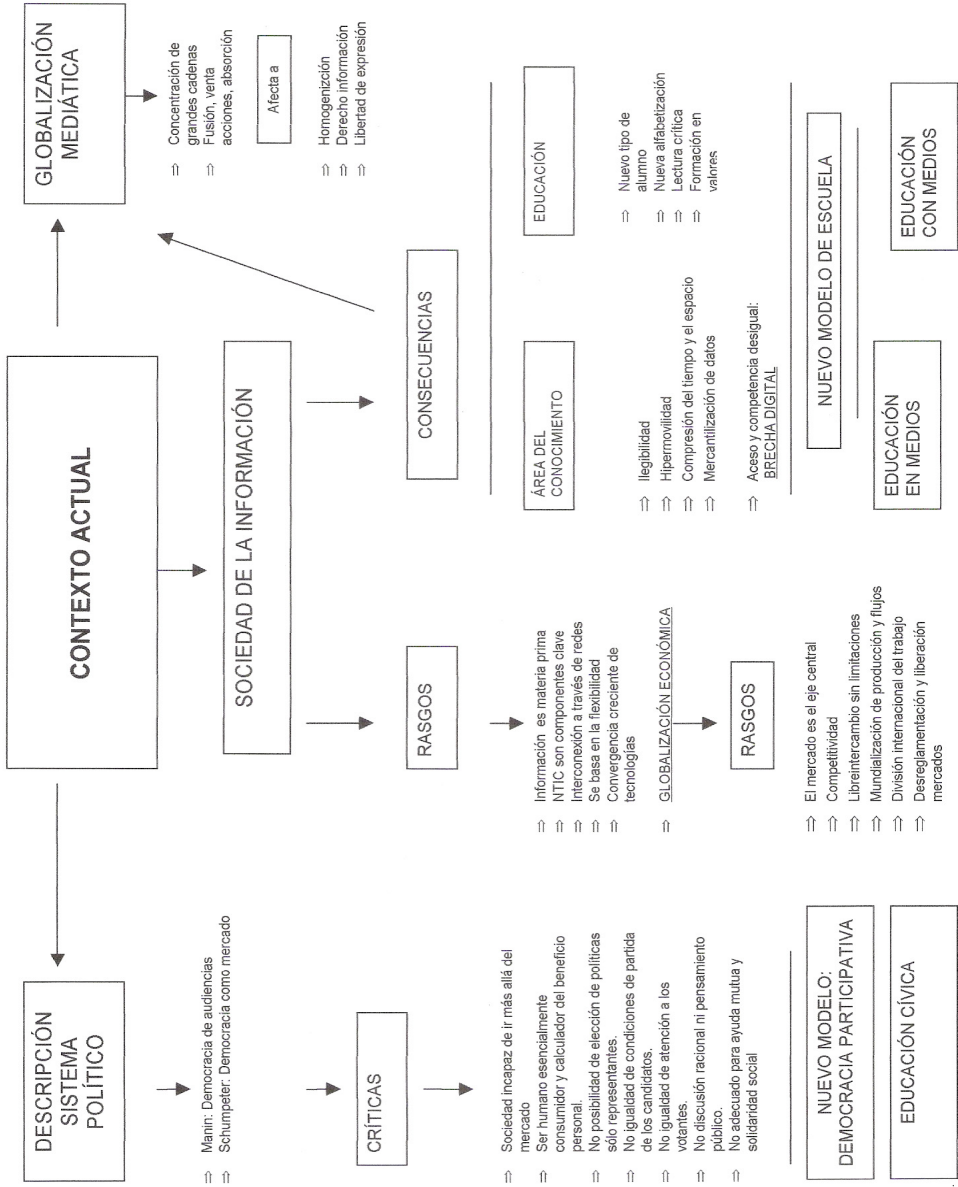 CONTEXTO ACTUAL
DESCRIPCIÓN
SISTEMA
POLÍTICO
⇒ Manin: Democracia de audiencias
⇒ Schumpeter: Democracia como mercado
CRÍTICAS
⇒ Sociedad incapaz de ir más allá del
mercado
⇒ Ser humano esencialmente
consumidor y calculador del beneficio
personal.
⇒ No posibilidad de elección de políticas
sólo representantes.
⇒ No igualdad de condiciones de partida
de los candidatos.
⇒ No igualdad de atención a los
votantes.
⇒ No discusión racional ni pensamiento
público.
⇒ No adecuado para ayuda mutua y
solidaridad social
NUEVO MODELO:
DEMOCRACIA PARTICIPATIVA
EDUCACIÓN CÍVICA
SOCIEDAD DE LA INFORMACIÓN
RASGOS
⇒ Información es materia prima
⇒ NTIC son componentes clave
⇒ Interconexión a través de redes
⇒ Se basa en la flexibilidad
⇒ Convergencia creciente de
tecnologías
⇒ GLOBALIZACIÓN ECONÓMICA
RASGOS
⇒ El mercado es el eje central
⇒ Competitividad
⇒ Libreintercambio sin limitaciones
⇒ Mundialización de producción y flujos
⇒ División internacional del trabajo
⇒ Desreglamentación y liberación
mercados
CONSECUENCIAS
ÁREA DEL
CONOCIMIENTO
⇒ Ilegibilidad
⇒ Hipermovilidad
⇒ Compresión del tiempo y el espacio
⇒ Mercantilización de datos
⇒ Aceso y competencia desigual:
BRECHA DIGITAL
EDUCACIÓN
⇒ Nuevo tipo de
alumno
⇒ Nueva alfabetización
⇒ Lectura crítica
⇒ Formación en
valores
NUEVO MODELO DE ESCUELA
EDUCACIÓN
EN MEDIOS
EDUCACIÓN
CON MEDIOS
GLOBALIZACIÓN
MEDIÁTICA
⇒ Concentración de
grandes cadenas
⇒ Fusión, venta
acciones, absorción
Afecta a
⇒ Homogenizción
⇒ Derecho información
⇒ Libertad de expresión